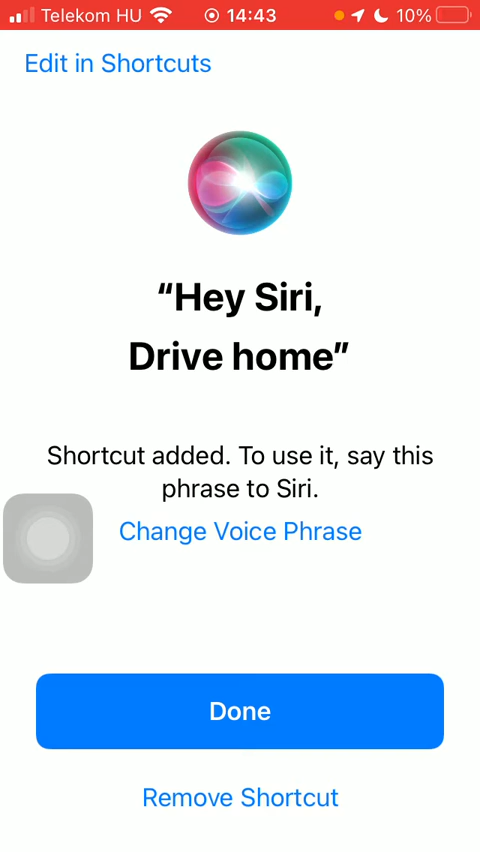 Telekom HU 14:43 10%
Edit in Shortcuts
“Hey Siri,
Drive home”
Shortcut added. To use it, say this
phrase to Siri.
Change Voice Phrase
Done
Remove Shortcut